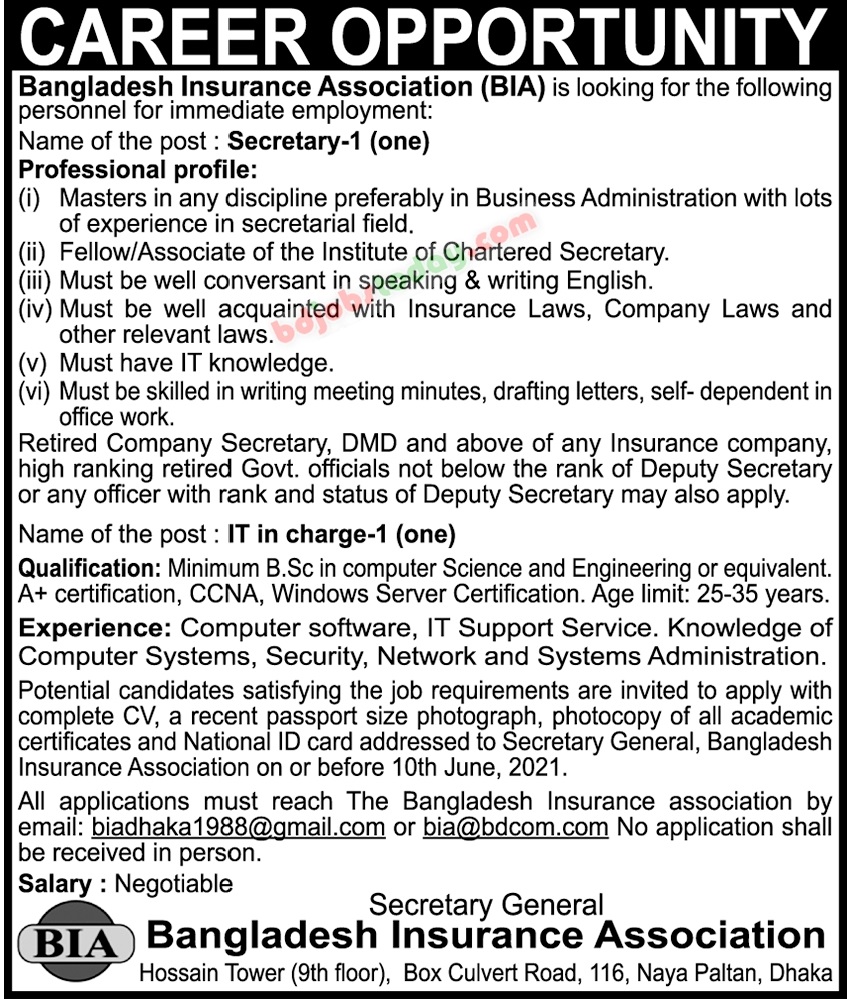 CAREER OPPORTUNITY
Bangladesh Insurance Association (BIA) is looking for the following
personnel for immediate employment:
Name of the post : Secretary-1 (one)
Professional profile:
(i) Masters in any discipline preferably in Business Administration with lots
of experience in secretarial field.
(ii) Fellow/Associate of the Institute of Chartered Secretary.
(iii) Must be well conversant in speaking & writing English.
(iv) Must be well acquainted with Insurance Laws, Company Laws and
other relevant laws.
(v) Must have IT knowledge.
(vi) Must be skilled in writing meeting minutes, drafting letters, self- dependent in
office work.
bdjobstoday.com
Retired Company Secretary, DMD and above of any Insurance company,
high ranking retired Govt. officials not below the rank of Deputy Secretary
or any officer with rank and status of Deputy Secretary may also apply.
Name of the post : IT in charge-1 (one)
Qualification: Minimum B.Sc in computer Science and Engineering or equivalent.
A+ certification, CCNA, Windows Server Certification. Age limit: 25-35 years.
Experience: Computer software, IT Support Service. Knowledge of
Computer Systems, Security, Network and Systems Administration.
Potential candidates satisfying the job requirements are invited to apply with
complete CV, a recent passport size photograph, photocopy of all academic
certificates and National ID card addressed to Secretary General, Bangladesh
Insurance Association on or before 10th June, 2021.
All applications must reach The Bangladesh Insurance association by
email: biadhaka1988@gmail.com or bia@bdcom.com No application shall
be received in person.
Salary : Negotiable
Secretary General
BIA
Bangladesh Insurance Association
Hossain Tower (9th floor), Box Culvert Road, 116, Naya Paltan, Dhaka